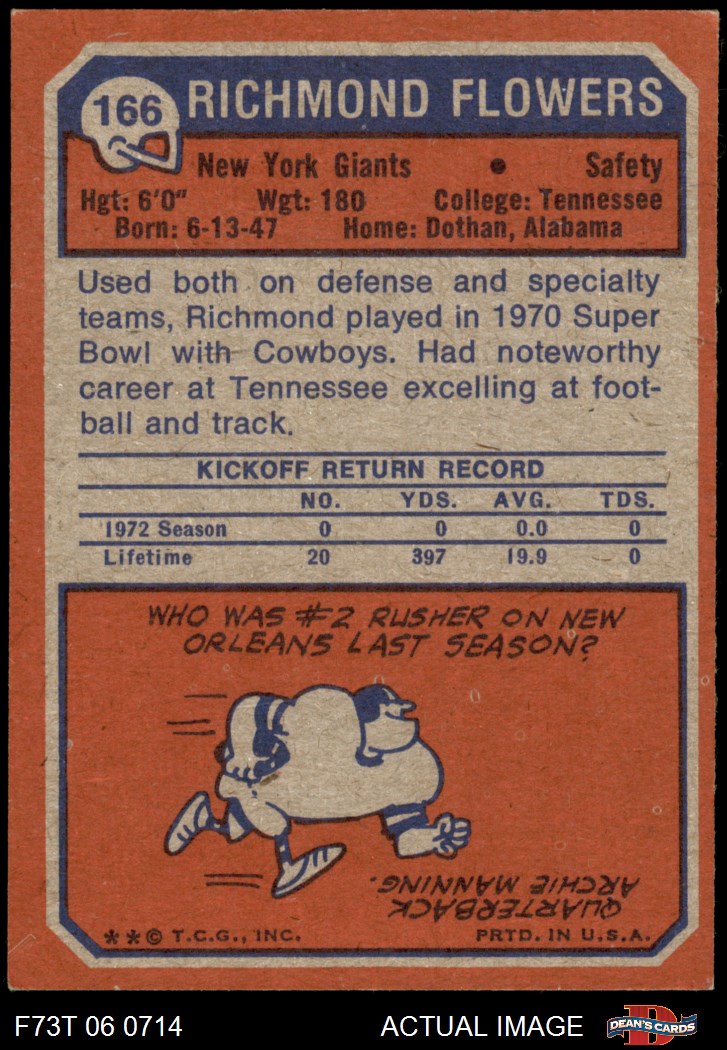 166 RICHMOND FLOWERS
New York Giants • Safety
Hgt: 6'0" Wgt: 180 College: Tennessee
Born: 6-13-47 Home: Dothan, Alabama
Used both on defense and specialty
teams, Richmond played in 1970 Super
Bowl with Cowboys. Had noteworthy
career at Tennessee excelling at foot-
ball and track.
KICKOFF RETURN RECORD
NO. YDS. AVG. TDS.
1972 Season 0 0 0.0 0
Lifetime 20 397 19.9 0
WHO WAS #2 RUSHER ON NEW
ORLEANS LAST SEASON?
QUARTERBACK
ARCHIE MANNING.
**© T.C.G., INC. PRTD. IN U.S.A.
F73T 06 0714 ACTUAL IMAGE D DEAN'S CARDS